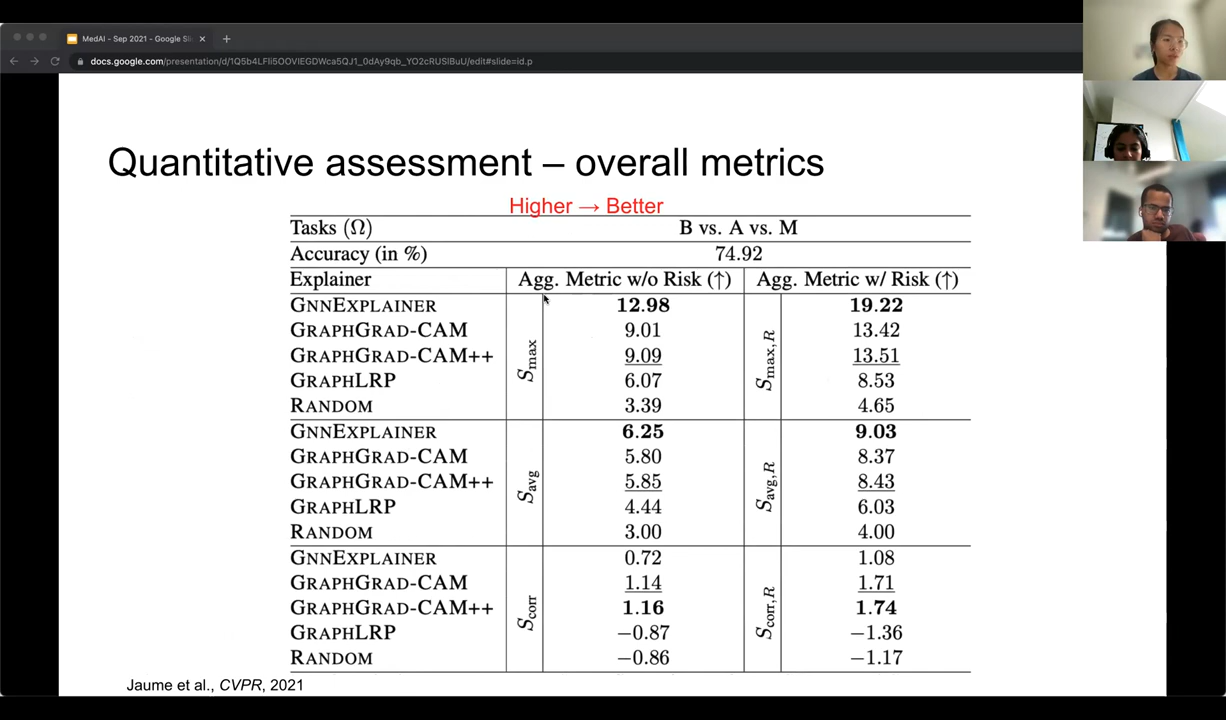 MedAI - Sep 2021 - Google Sli
docs.google.com/presentation/d/1Q5b4LFli5OOVIEGDWca5QJ1_0dAy9qb_YO2cRUSlBuU/edit#slide=id.p
Quantitative assessment – overall metrics
Higher → Better
Tasks (Ω) B vs. A vs. M
Accuracy (in %) 74.92
Explainer Agg. Metric w/o Risk (↑) Agg. Metric w/ Risk (↑)
GNNEXPLAINER 12.98 19.22
GRAPHGRAD-CAM 9.01 13.42
GRAPHGRAD-CAM++ 9.09 13.51
GRAPHLRP 6.07 8.53
RANDOM 3.39 4.65
Smax Smax,R
GNNEXPLAINER 6.25 9.03
GRAPHGRAD-CAM 5.80 8.37
GRAPHGRAD-CAM++ 5.85 8.43
GRAPHLRP 4.44 6.03
RANDOM 3.00 4.00
Savg Savg,R
GNNEXPLAINER 0.72 1.08
GRAPHGRAD-CAM 1.14 1.71
GRAPHGRAD-CAM++ 1.16 1.74
GRAPHLRP −0.87 −1.36
RANDOM −0.86 −1.17
Scorr Scorr,R
Jaume et al., CVPR, 2021